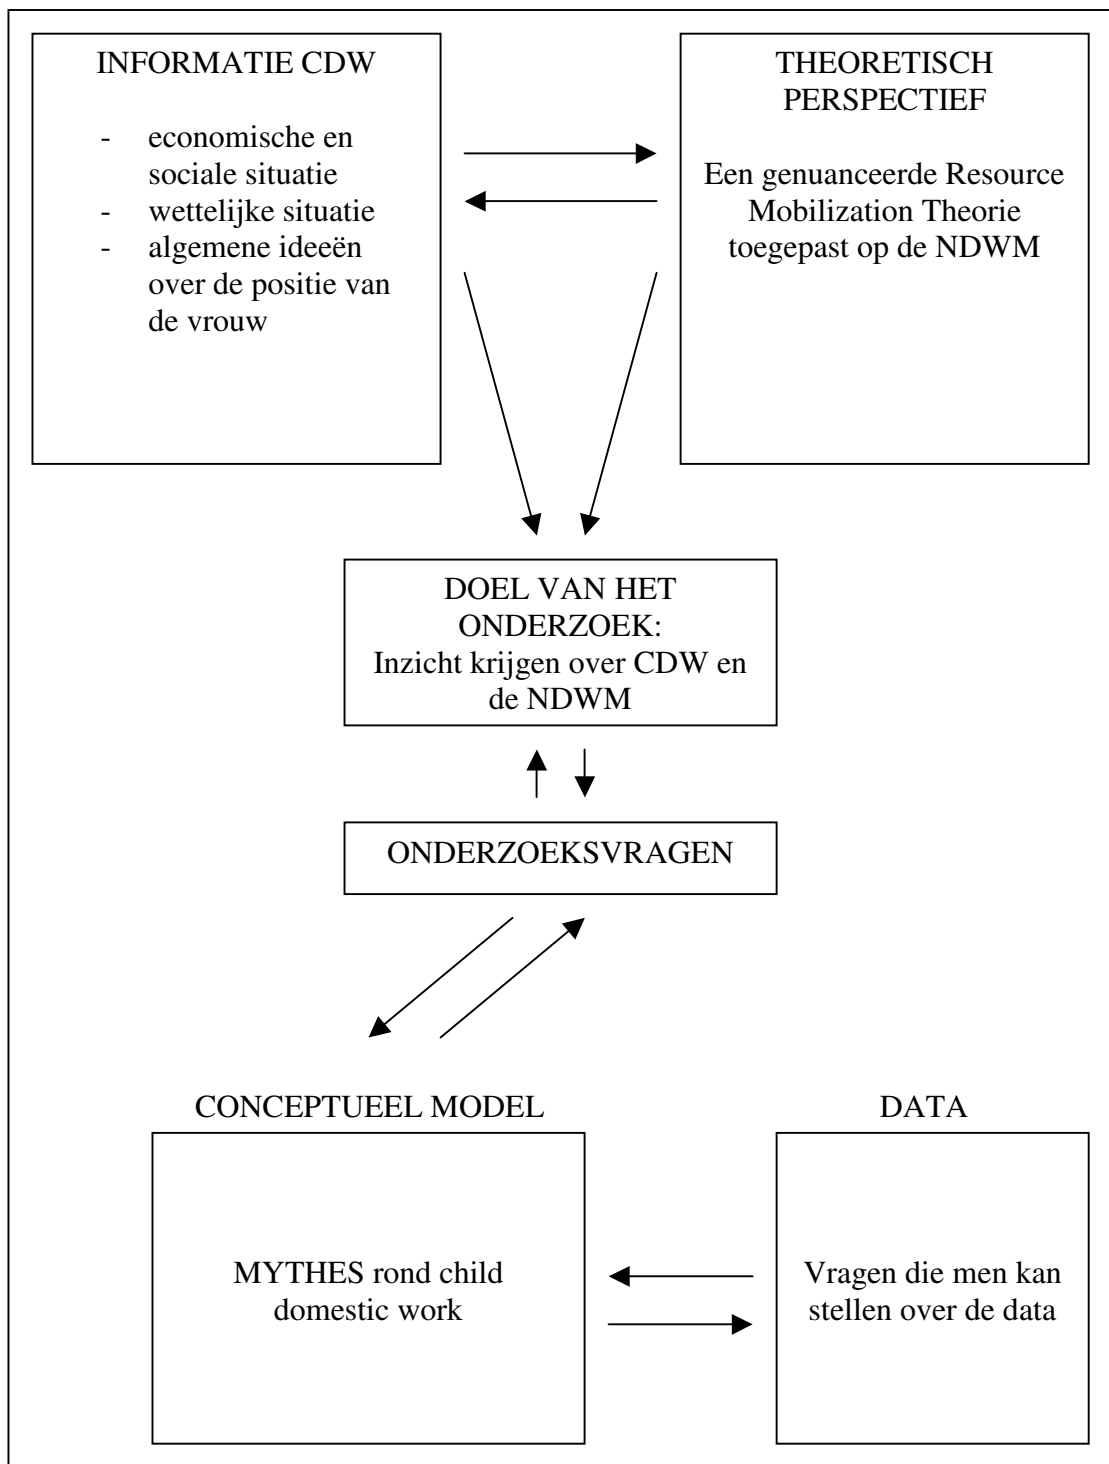 INFORMATIE CDW
- economische en
sociale situatie
- wettelijke situatie
- algemene ideeën
over de positie van
de vrouw
THEORETISCH
PERSPECTIEF
Een genuanceerde Resource
Mobilization Theorie
toegepast op de NDWM
DOEL VAN HET
ONDERZOEK:
Inzicht krijgen over CDW en
de NDWM
ONDERZOEKSVRAGEN
CONCEPTUEEL MODEL
MYTHES rond child
domestic work
DATA
Vragen die men kan
stellen over de data